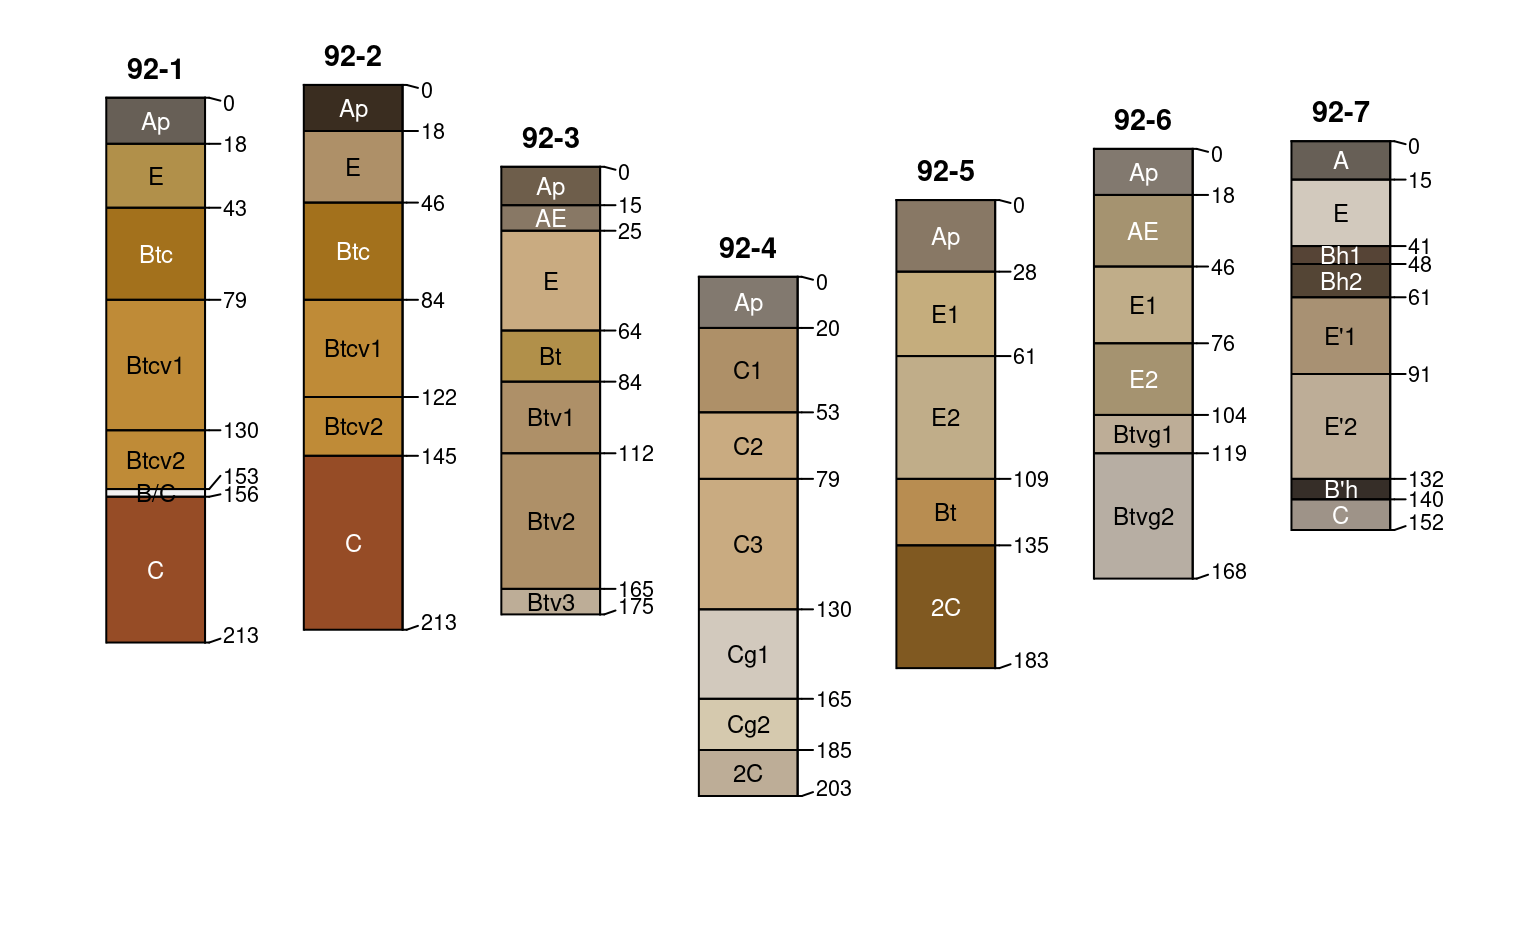 92-1
0
Ap
18
E
43
Btc
79
Btcv1
130
Btcv2
153
B/C
156
C
213
92-2
0
Ap
18
E
46
Btc
84
Btcv1
122
Btcv2
145
C
213
92-3
0
Ap
15
AE
25
E
64
Bt
84
Btv1
112
Btv2
165
Btv3
175
92-4
0
Ap
20
C1
53
C2
79
C3
130
Cg1
165
Cg2
185
2C
203
92-5
0
Ap
28
E1
61
E2
109
Bt
135
2C
183
92-6
0
Ap
18
AE
46
E1
76
E2
104
Btvg1
119
Btvg2
168
92-7
0
A
15
E
41
Bh1
48
Bh2
61
E'1
91
E'2
132
B'h
140
C
152